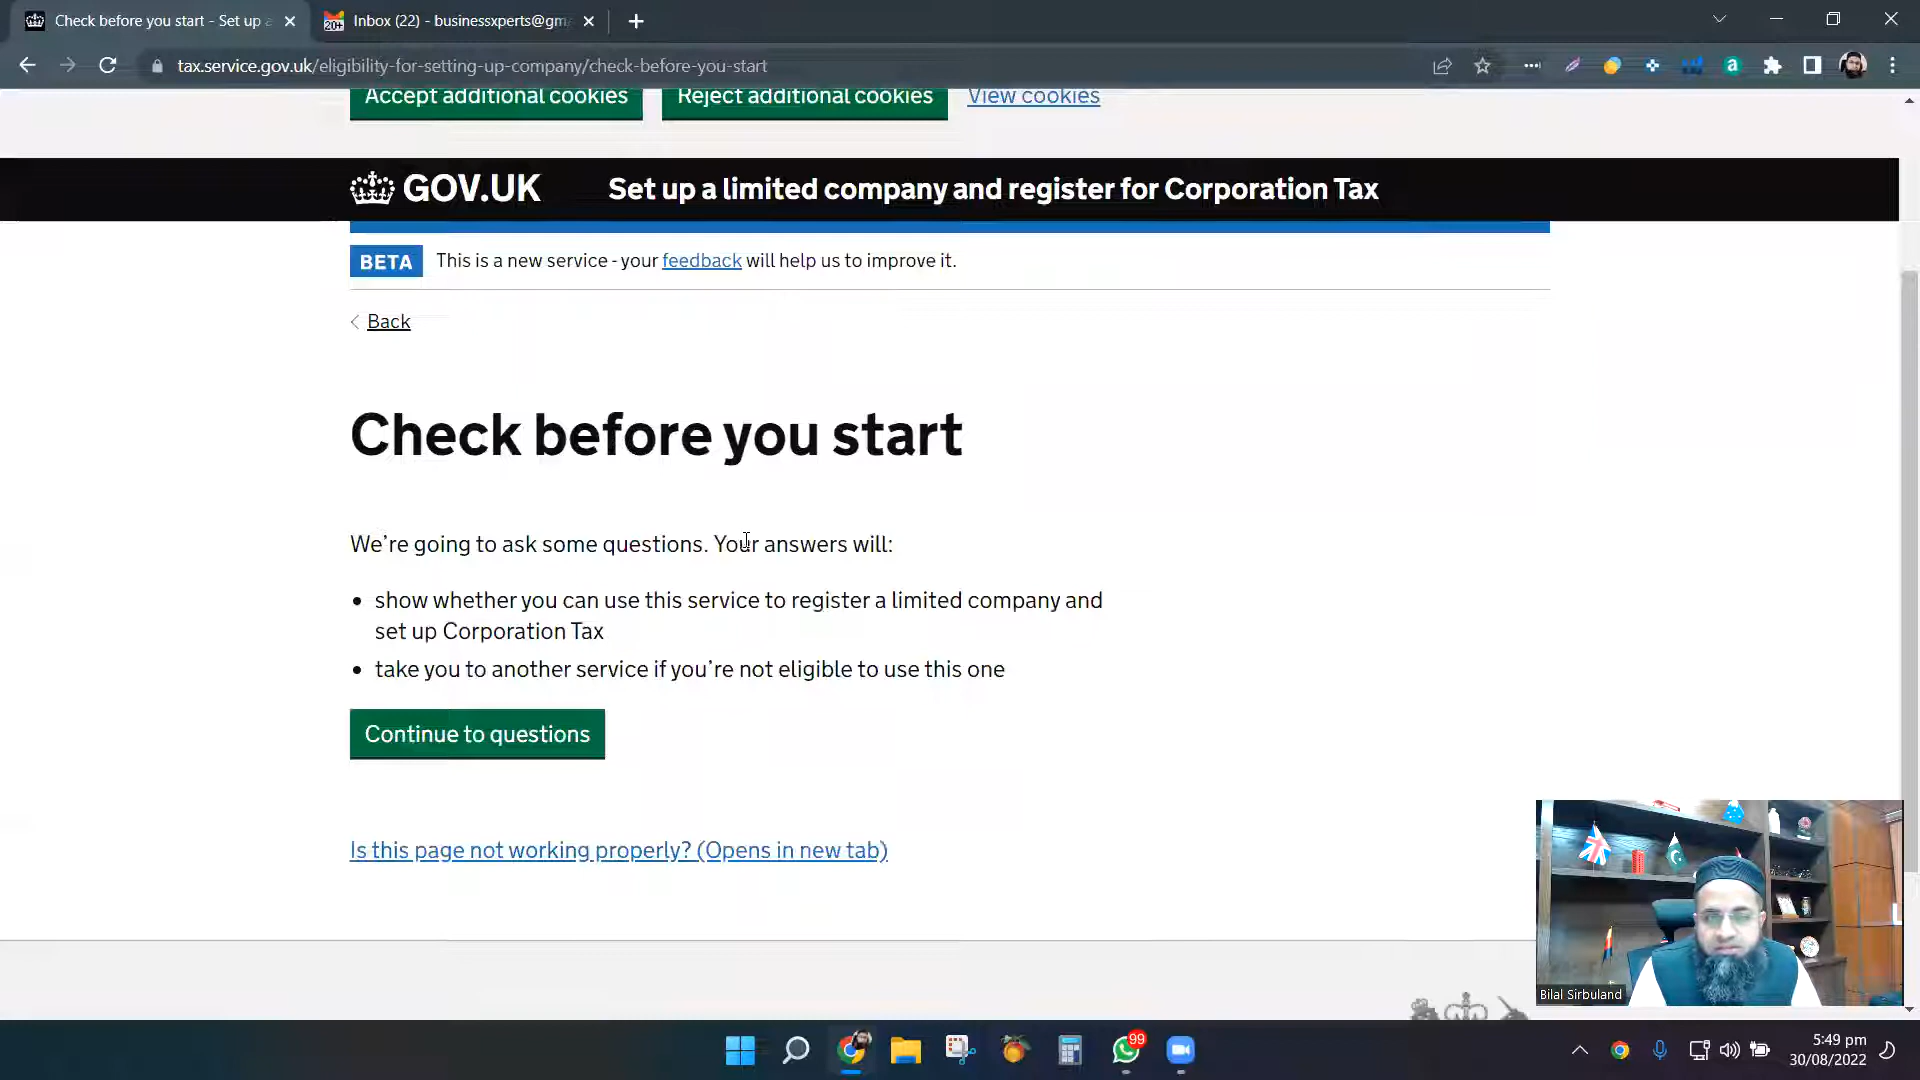 Check before you start - Set up a
Inbox (22) - businessxperts@gm
20+
tax.service.gov.uk/eligibility-for-setting-up-company/check-before-you-start
Accept additional cookies
Reject additional cookies
View cookies
GOV.UK
Set up a limited company and register for Corporation Tax
BETA
This is a new service - your feedback will help us to improve it.
Back
Check before you start
We're going to ask some questions. Your answers will:
• show whether you can use this service to register a limited company and
set up Corporation Tax
• take you to another service if you're not eligible to use this one
Continue to questions
Is this page not working properly? (Opens in new tab)
Bilal Sirbuland
99
5:49 pm
30/08/2022